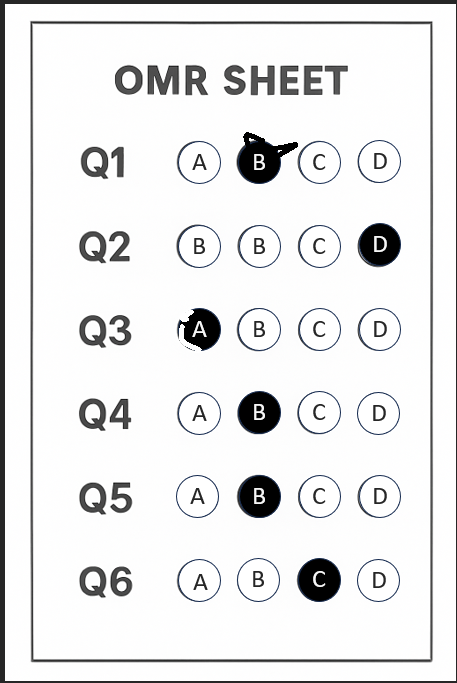 OMR SHEET
Q1 A B C D
Q2 B B C D
Q3 A B C D
Q4 A B C D
Q5 A B C D
Q6 A B C D